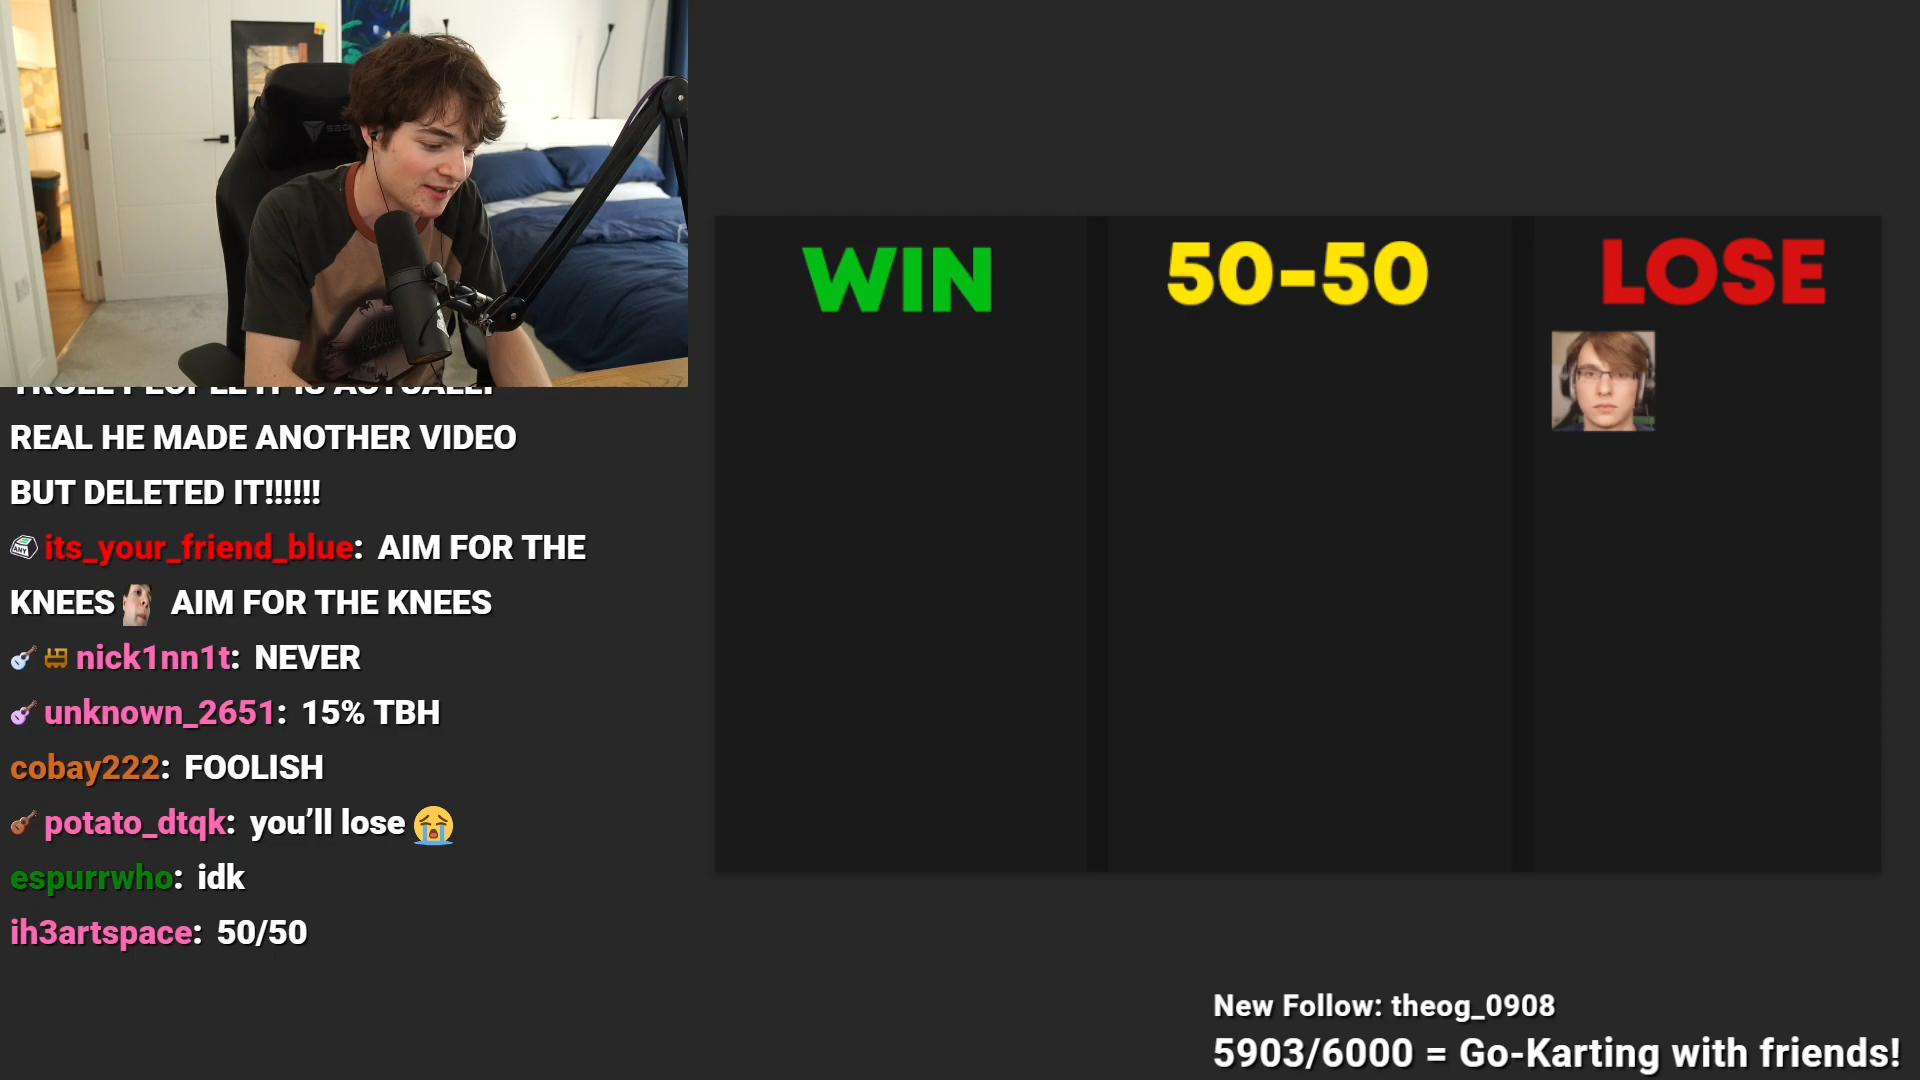 REAL HE MADE ANOTHER VIDEO
BUT DELETED IT!!!!!!
its_your_friend_blue: AIM FOR THE
KNEES AIM FOR THE KNEES
nick1nn1t: NEVER
unknown_2651: 15% TBH
cobay222: FOOLISH
potato_dtqk: you’ll lose
espurrwho: idk
ih3artspace: 50/50
WIN
50-50
LOSE
New Follow: theog_0908
5903/6000 = Go-Karting with friends!